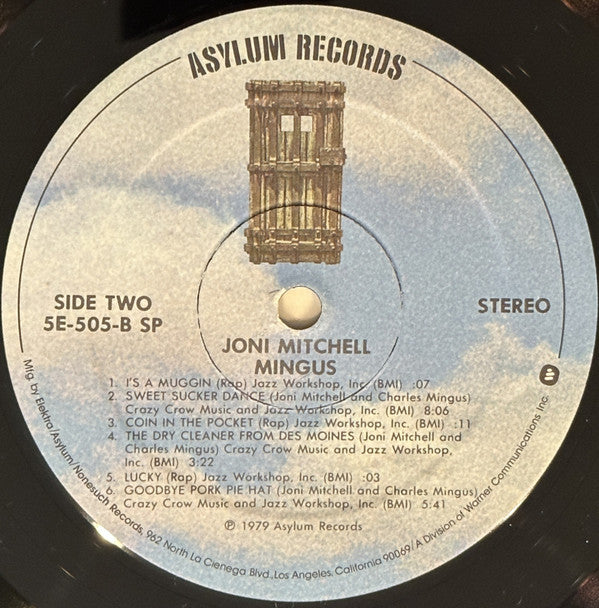 ASYLUM RECORDS
SIDE TWO
5E-505-B SP
STEREO
JONI MITCHELL
MINGUS
1. I'S A MUGGIN (Rap) Jazz Workshop, Inc. (BMI) :07
2. SWEET SUCKER DANCE (Joni Mitchell and Charles Mingus)
Crazy Crow Music and Jazz Workshop, Inc. (BMI) 8:06
3. COIN IN THE POCKET (Rap) Jazz Workshop, Inc. (BMI) :11
4. THE DRY CLEANER FROM DES MOINES (Joni Mitchell and
Charles Mingus) Crazy Crow Music and Jazz Workshop,
Inc. (BMI) 3:22
5. LUCKY (Rap) Jazz Workshop, Inc. (BMI) :03
6. GOODBYE PORK PIE HAT (Joni Mitchell and Charles Mingus)
Crazy Crow Music and Jazz Workshop, Inc. (BMI) 5:41
℗ 1979 Asylum Records
Mfg. by Elektra/Asylum/Nonesuch Records, 962 North La Cienega Blvd., Los Angeles, California 90069/A Division of Warner Communications Inc.